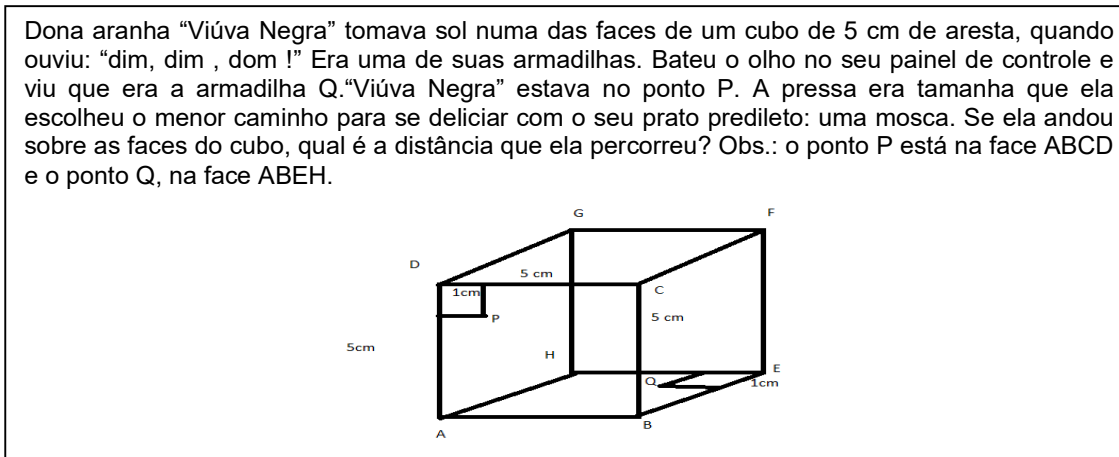 Dona aranha “Viúva Negra” tomava sol numa das faces de um cubo de 5 cm de aresta, quando
ouviu: “dim, dim , dom !” Era uma de suas armadilhas. Bateu o olho no seu painel de controle e
viu que era a armadilha Q.“Viúva Negra” estava no ponto P. A pressa era tamanha que ela
escolheu o menor caminho para se deliciar com o seu prato predileto: uma mosca. Se ela andou
sobre as faces do cubo, qual é a distância que ela percorreu? Obs.: o ponto P está na face ABCD
e o ponto Q, na face ABEH.
G
F
D
5 cm
1cm
C
P
5 cm
5cm
H
E
Q
1cm
B
A